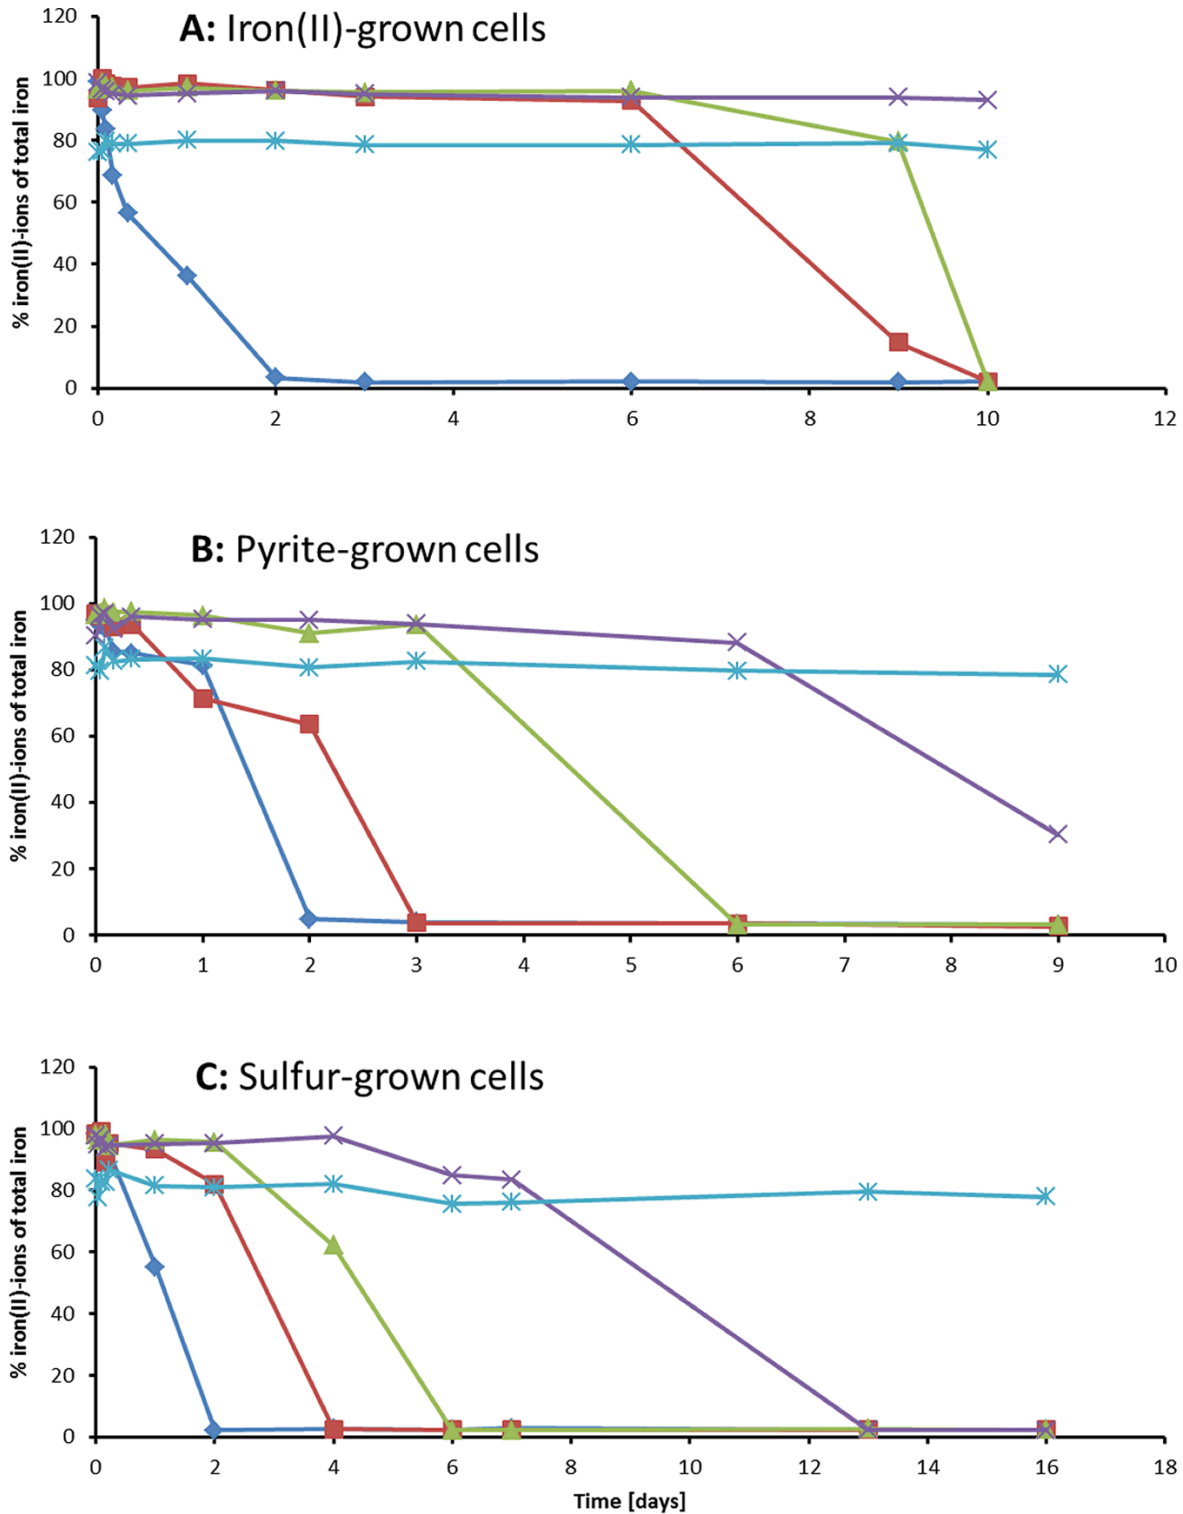 A: Iron(II)-grown cells
% iron(II)-ions of total iron
120
100
80
60
40
20
0
0 2 4 6 8 10 12
B: Pyrite-grown cells
% iron(II)-ions of total iron
120
100
80
60
40
20
0
0 1 2 3 4 5 6 7 8 9 10
C: Sulfur-grown cells
% iron(II)-ions of total iron
120
100
80
60
40
20
0
0 2 4 6 8 10 12 14 16 18
Time [days]